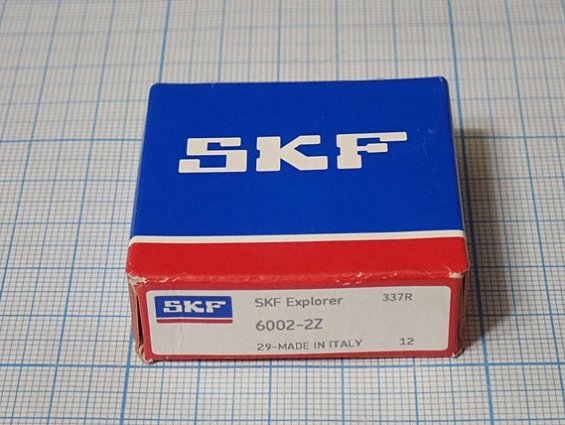 SKF
SKF
SKF Explorer 337R
6002-2Z
29-MADE IN ITALY 12